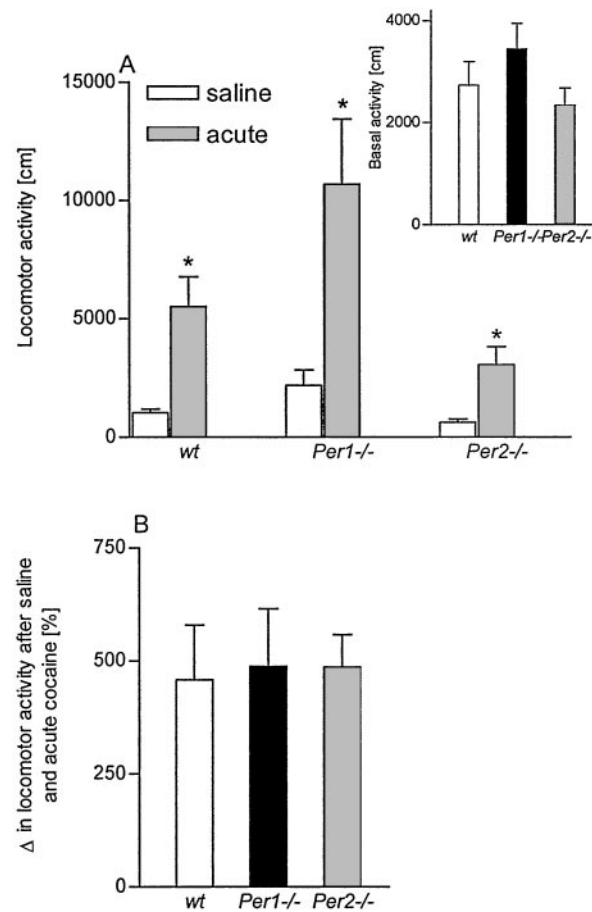 A
15000
10000
5000
0
Locomotor activity [cm]
saline
acute
*
*
*
wt
Per1-/-
Per2-/-
4000
2000
0
Basal activity [cm]
wt
Per1-/-
Per2-/-
B
750
500
250
0
Δ in locomotor activity after saline
and acute cocaine [%]
wt
Per1-/-
Per2-/-